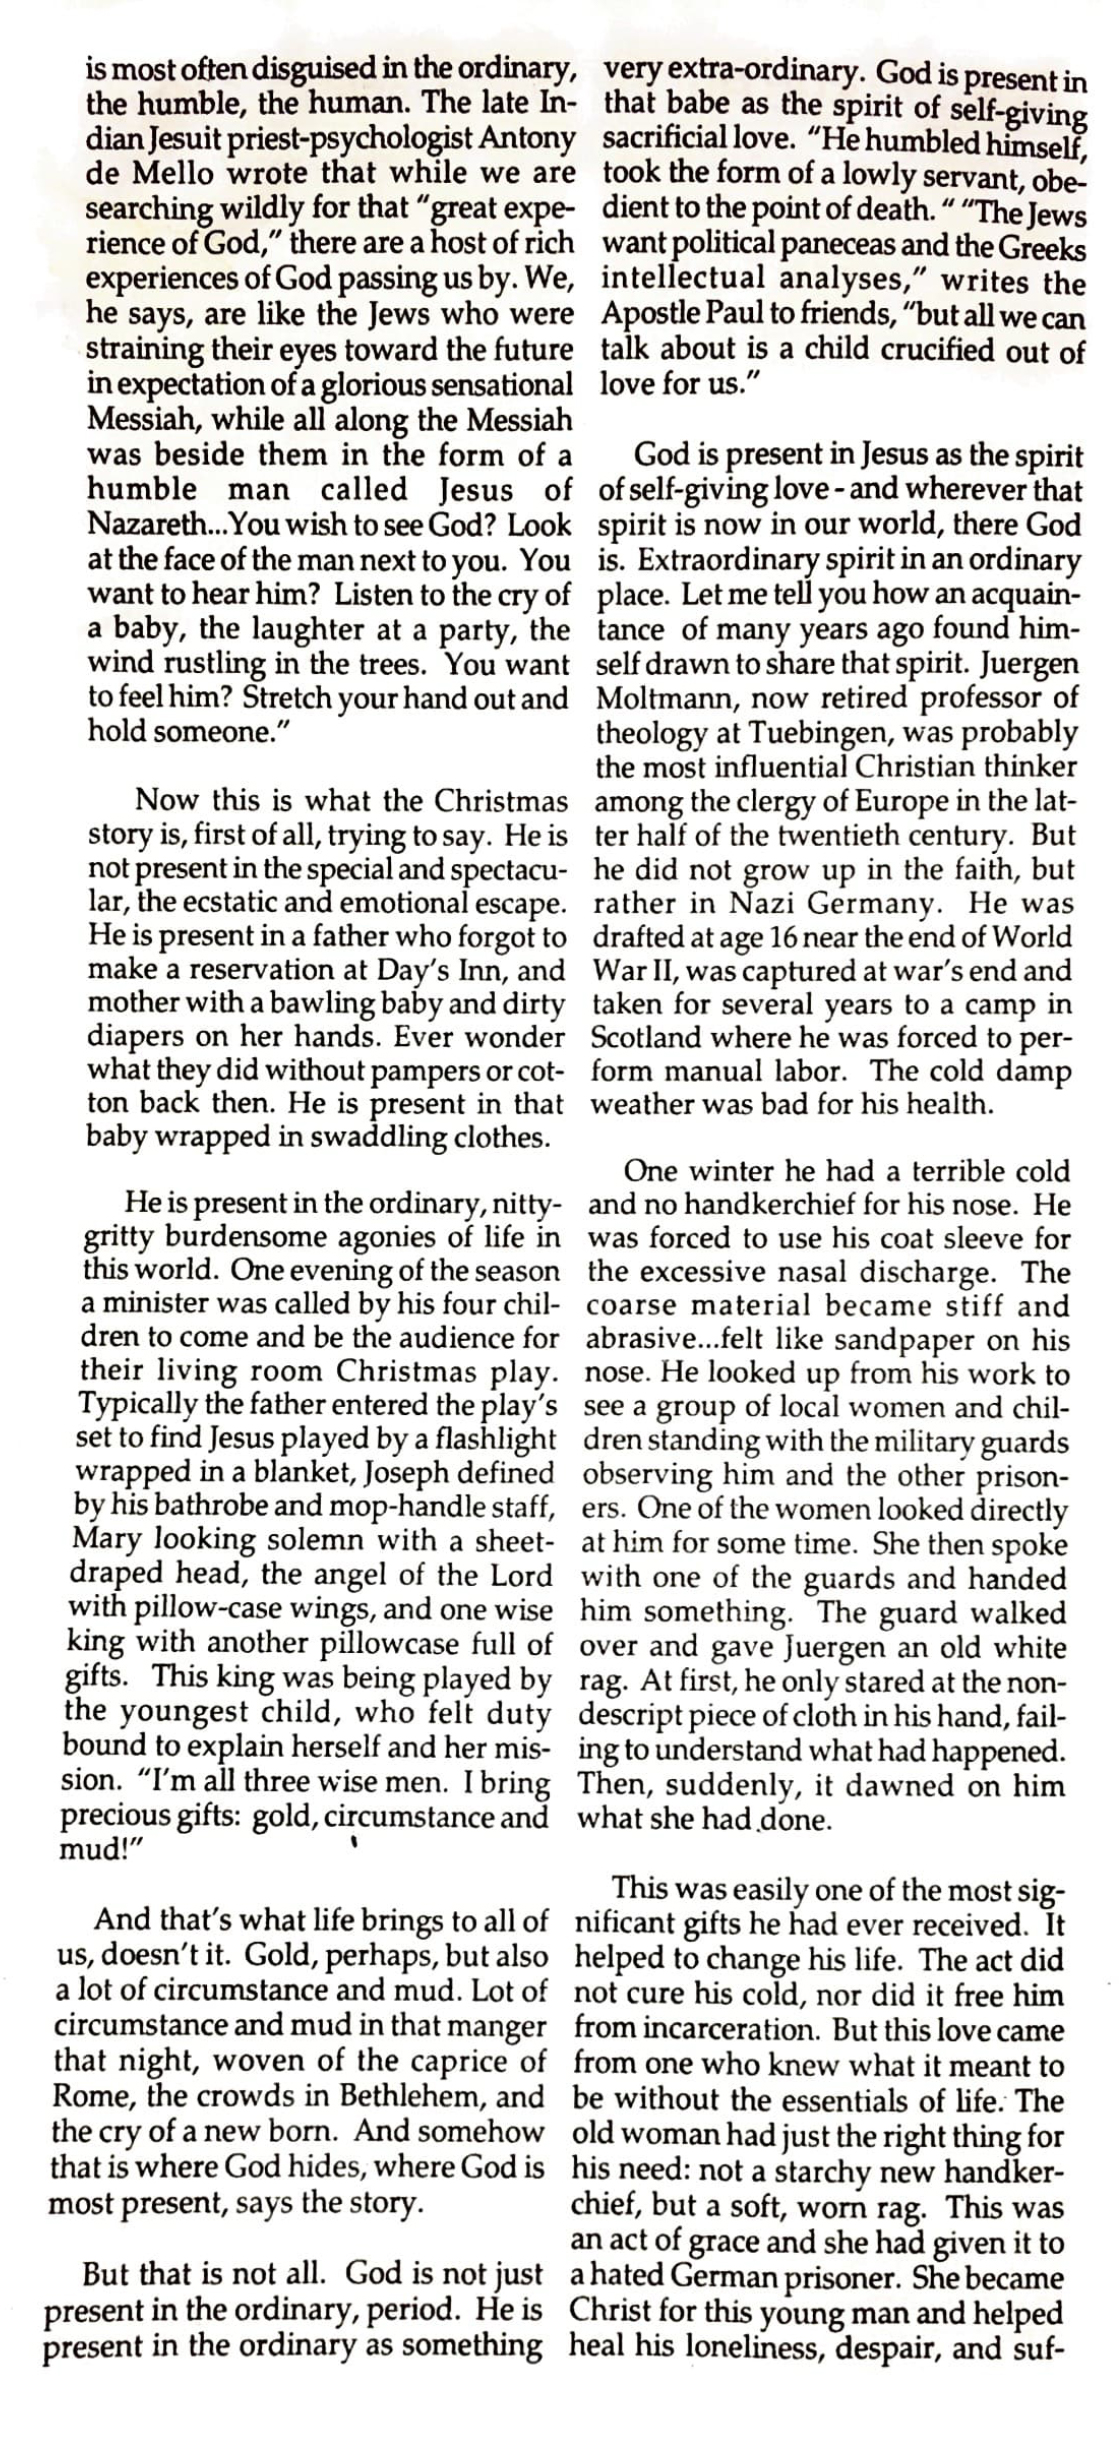 is most often disguised in the ordinary,
the humble, the human. The late In-
dian Jesuit priest-psychologist Antony
de Mello wrote that while we are
searching wildly for that "great expe-
rience of God," there are a host of rich
experiences of God passing us by. We,
he says, are like the Jews who were
straining their eyes toward the future
in expectation of a glorious sensational
Messiah, while all along the Messiah
was beside them in the form of a
humble man called Jesus of
Nazareth...You wish to see God? Look
at the face of the man next to you. You
want to hear him? Listen to the cry of
a baby, the laughter at a party, the
wind rustling in the trees. You want
to feel him? Stretch your hand out and
hold someone."
Now this is what the Christmas
story is, first of all, trying to say. He is
not present in the special and spectacu-
lar, the ecstatic and emotional escape.
He is present in a father who forgot to
make a reservation at Day's Inn, and
mother with a bawling baby and dirty
diapers on her hands. Ever wonder
what they did without pampers or cot-
ton back then. He is present in that
baby wrapped in swaddling clothes.
He is present in the ordinary, nitty-
gritty burdensome agonies of life in
this world. One evening of the season
a minister was called by his four chil-
dren to come and be the audience for
their living room Christmas play.
Typically the father entered the play's
set to find Jesus played by a flashlight
wrapped in a blanket, Joseph defined
by his bathrobe and mop-handle staff,
Mary looking solemn with a sheet-
draped head, the angel of the Lord
with pillow-case wings, and one wise
king with another pillowcase full of
gifts. This king was being played by
the youngest child, who felt duty
bound to explain herself and her mis-
sion. "I'm all three wise men. I bring
precious gifts: gold, circumstance and
mud!"
And that's what life brings to all of
us, doesn't it. Gold, perhaps, but also
a lot of circumstance and mud. Lot of
circumstance and mud in that manger
that night, woven of the caprice of
Rome, the crowds in Bethlehem, and
the cry of a new born. And somehow
that is where God hides, where God is
most present, says the story.
But that is not all. God is not just
present in the ordinary, period. He is
present in the ordinary as something
very extra-ordinary. God is present in
that babe as the spirit of self-giving
sacrificial love. "He humbled himself,
took the form of a lowly servant, obe-
dient to the point of death. " "The Jews
want political paneceas and the Greeks
intellectual analyses," writes the
Apostle Paul to friends, "but all we can
talk about is a child crucified out of
love for us."
God is present in Jesus as the spirit
of self-giving love - and wherever that
spirit is now in our world, there God
is. Extraordinary spirit in an ordinary
place. Let me tell you how an acquain-
tance of many years ago found him-
self drawn to share that spirit. Juergen
Moltmann, now retired professor of
theology at Tuebingen, was probably
the most influential Christian thinker
among the clergy of Europe in the lat-
ter half of the twentieth century. But
he did not grow up in the faith, but
rather in Nazi Germany. He was
drafted at age 16 near the end of World
War II, was captured at war's end and
taken for several years to a camp in
Scotland where he was forced to per-
form manual labor. The cold damp
weather was bad for his health.
One winter he had a terrible cold
and no handkerchief for his nose. He
was forced to use his coat sleeve for
the excessive nasal discharge. The
coarse material became stiff and
abrasive...felt like sandpaper on his
nose. He looked up from his work to
see a group of local women and chil-
dren standing with the military guards
observing him and the other prison-
ers. One of the women looked directly
at him for some time. She then spoke
with one of the guards and handed
him something. The guard walked
over and gave Juergen an old white
rag. At first, he only stared at the non-
descript piece of cloth in his hand, fail-
ing to understand what had happened.
Then, suddenly, it dawned on him
what she had done.
This was easily one of the most sig-
nificant gifts he had ever received. It
helped to change his life. The act did
not cure his cold, nor did it free him
from incarceration. But this love came
from one who knew what it meant to
be without the essentials of life. The
old woman had just the right thing for
his need: not a starchy new handker-
chief, but a soft, worn rag. This was
an act of grace and she had given it to
a hated German prisoner. She became
Christ for this young man and helped
heal his loneliness, despair, and suf-